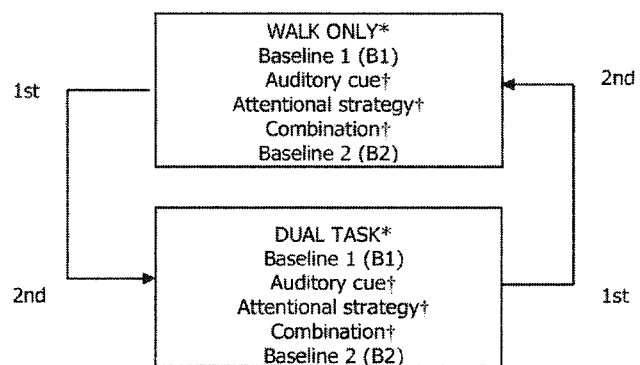 WALK ONLY*
Baseline 1 (B1)
1st
Auditory cue†
2nd
Attentional strategy†
Combination†
Baseline 2 (B2)
DUAL TASK*
Baseline 1 (B1)
Auditory cue†
2nd
Attentional strategy†
1st
Combination†
Baseline 2 (B2)